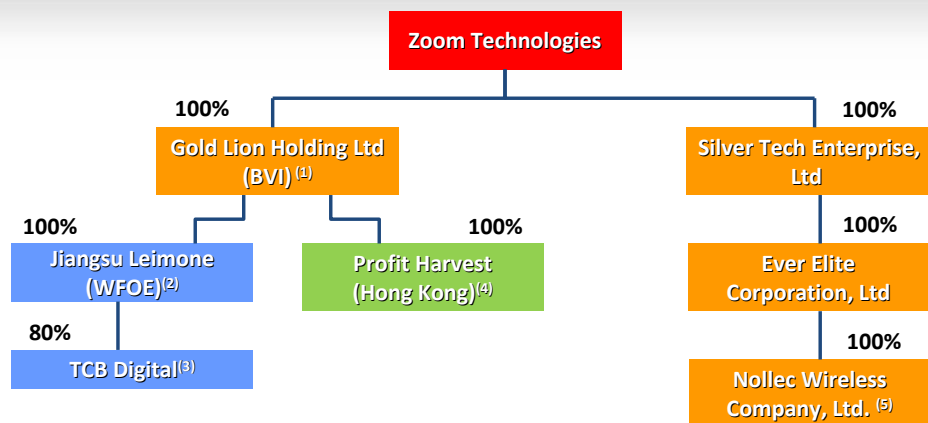 Zoom Technologies
100%
100%
Gold Lion Holding Ltd
(BVI) (1)
Silver Tech Enterprise,
Ltd
100%
100%
100%
Jiangsu Leimone
(WFOE)(2)
Profit Harvest
(Hong Kong)(4)
Ever Elite
Corporation, Ltd
80%
100%
TCB Digital(3)
Nollec Wireless
Company, Ltd. (5)